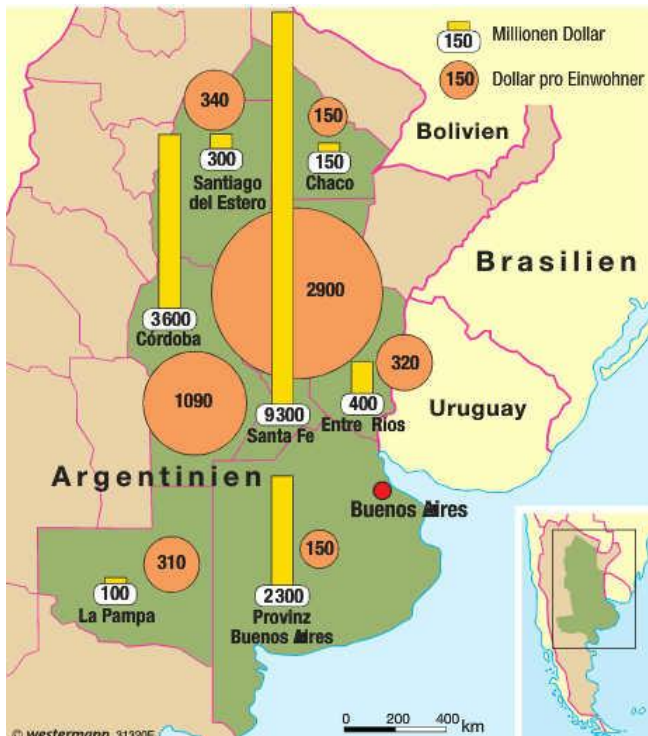 150
Millionen Dollar
150
Dollar pro Einwohner
340
150
Bolivien
300
150
Santiago
del Estero
Chaco
Brasilien
2900
3600
Córdoba
320
1090
400
Entre Ríos
9300
Santa Fe
Uruguay
Argentinien
Buenos Aires
310
150
100
La Pampa
2300
Provinz
Buenos Aires
0 200 400 km
© westermann 31320E